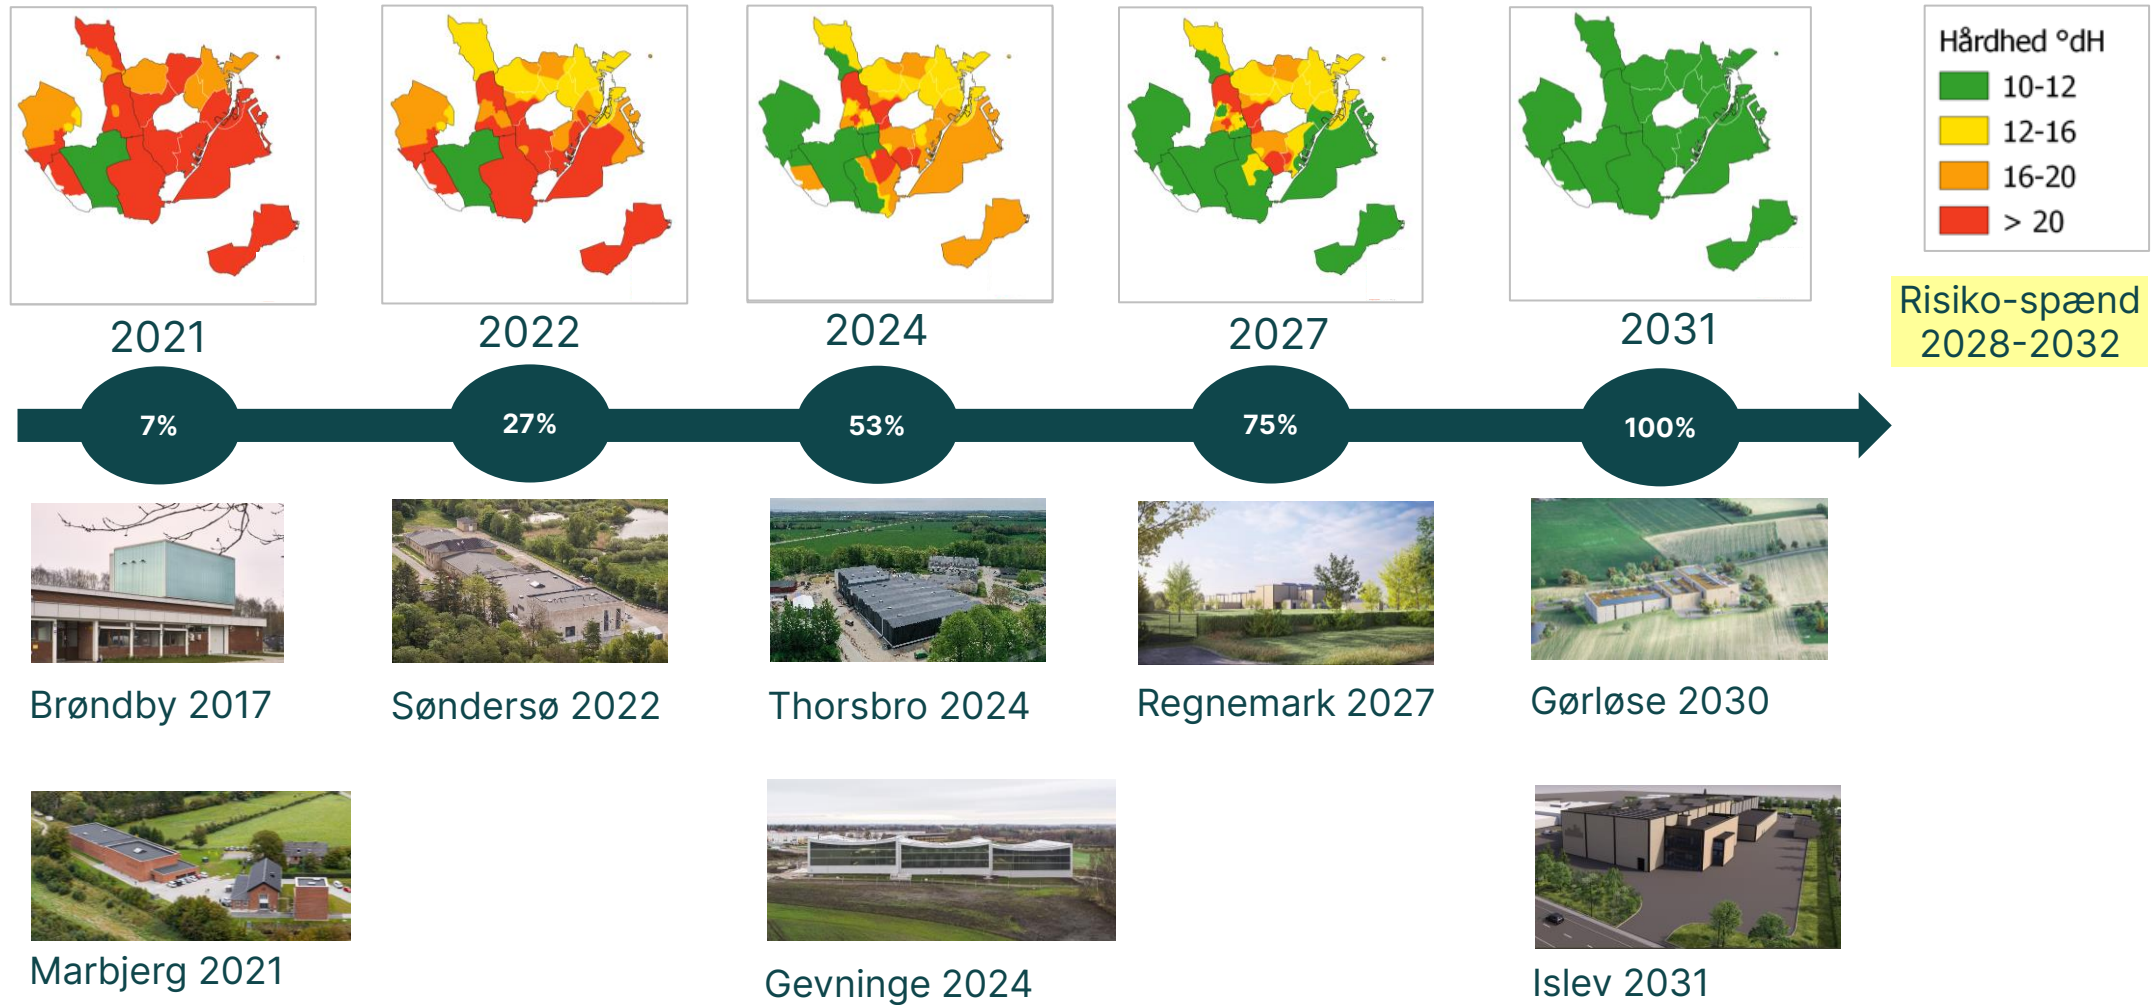 Hårdhed °dH
10-12
12-16
16-20
> 20
2021
2022
2024
2027
2031
Risiko-spænd
2028-2032
7%
27%
53%
75%
100%
Brøndby 2017
Søndersø 2022
Thorsbro 2024
Regnemark 2027
Gørløse 2030
Marbjerg 2021
Gevninge 2024
Islev 2031